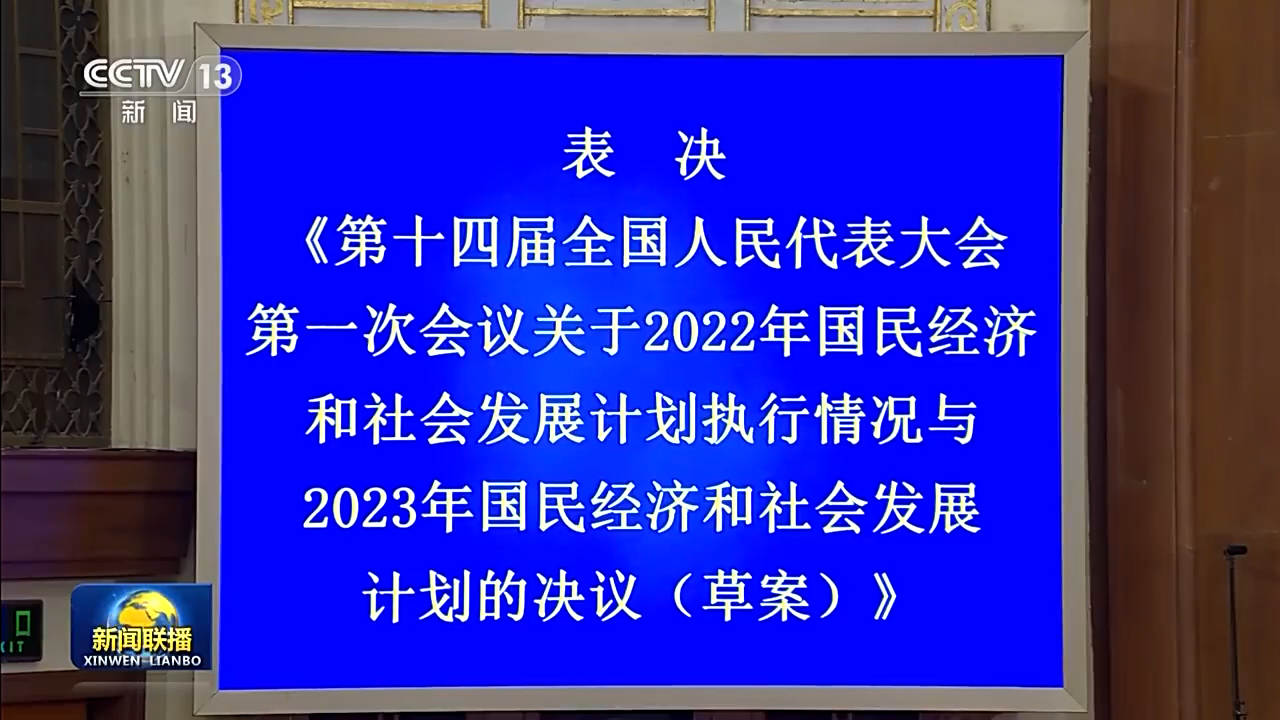 CCTV 13
新闻
表 决
《第十四届全国人民代表大会
第一次会议关于2022年国民经济
和社会发展计划执行情况与
2023年国民经济和社会发展
计划的决议（草案）》
新闻联播
XINWEN LIANBO